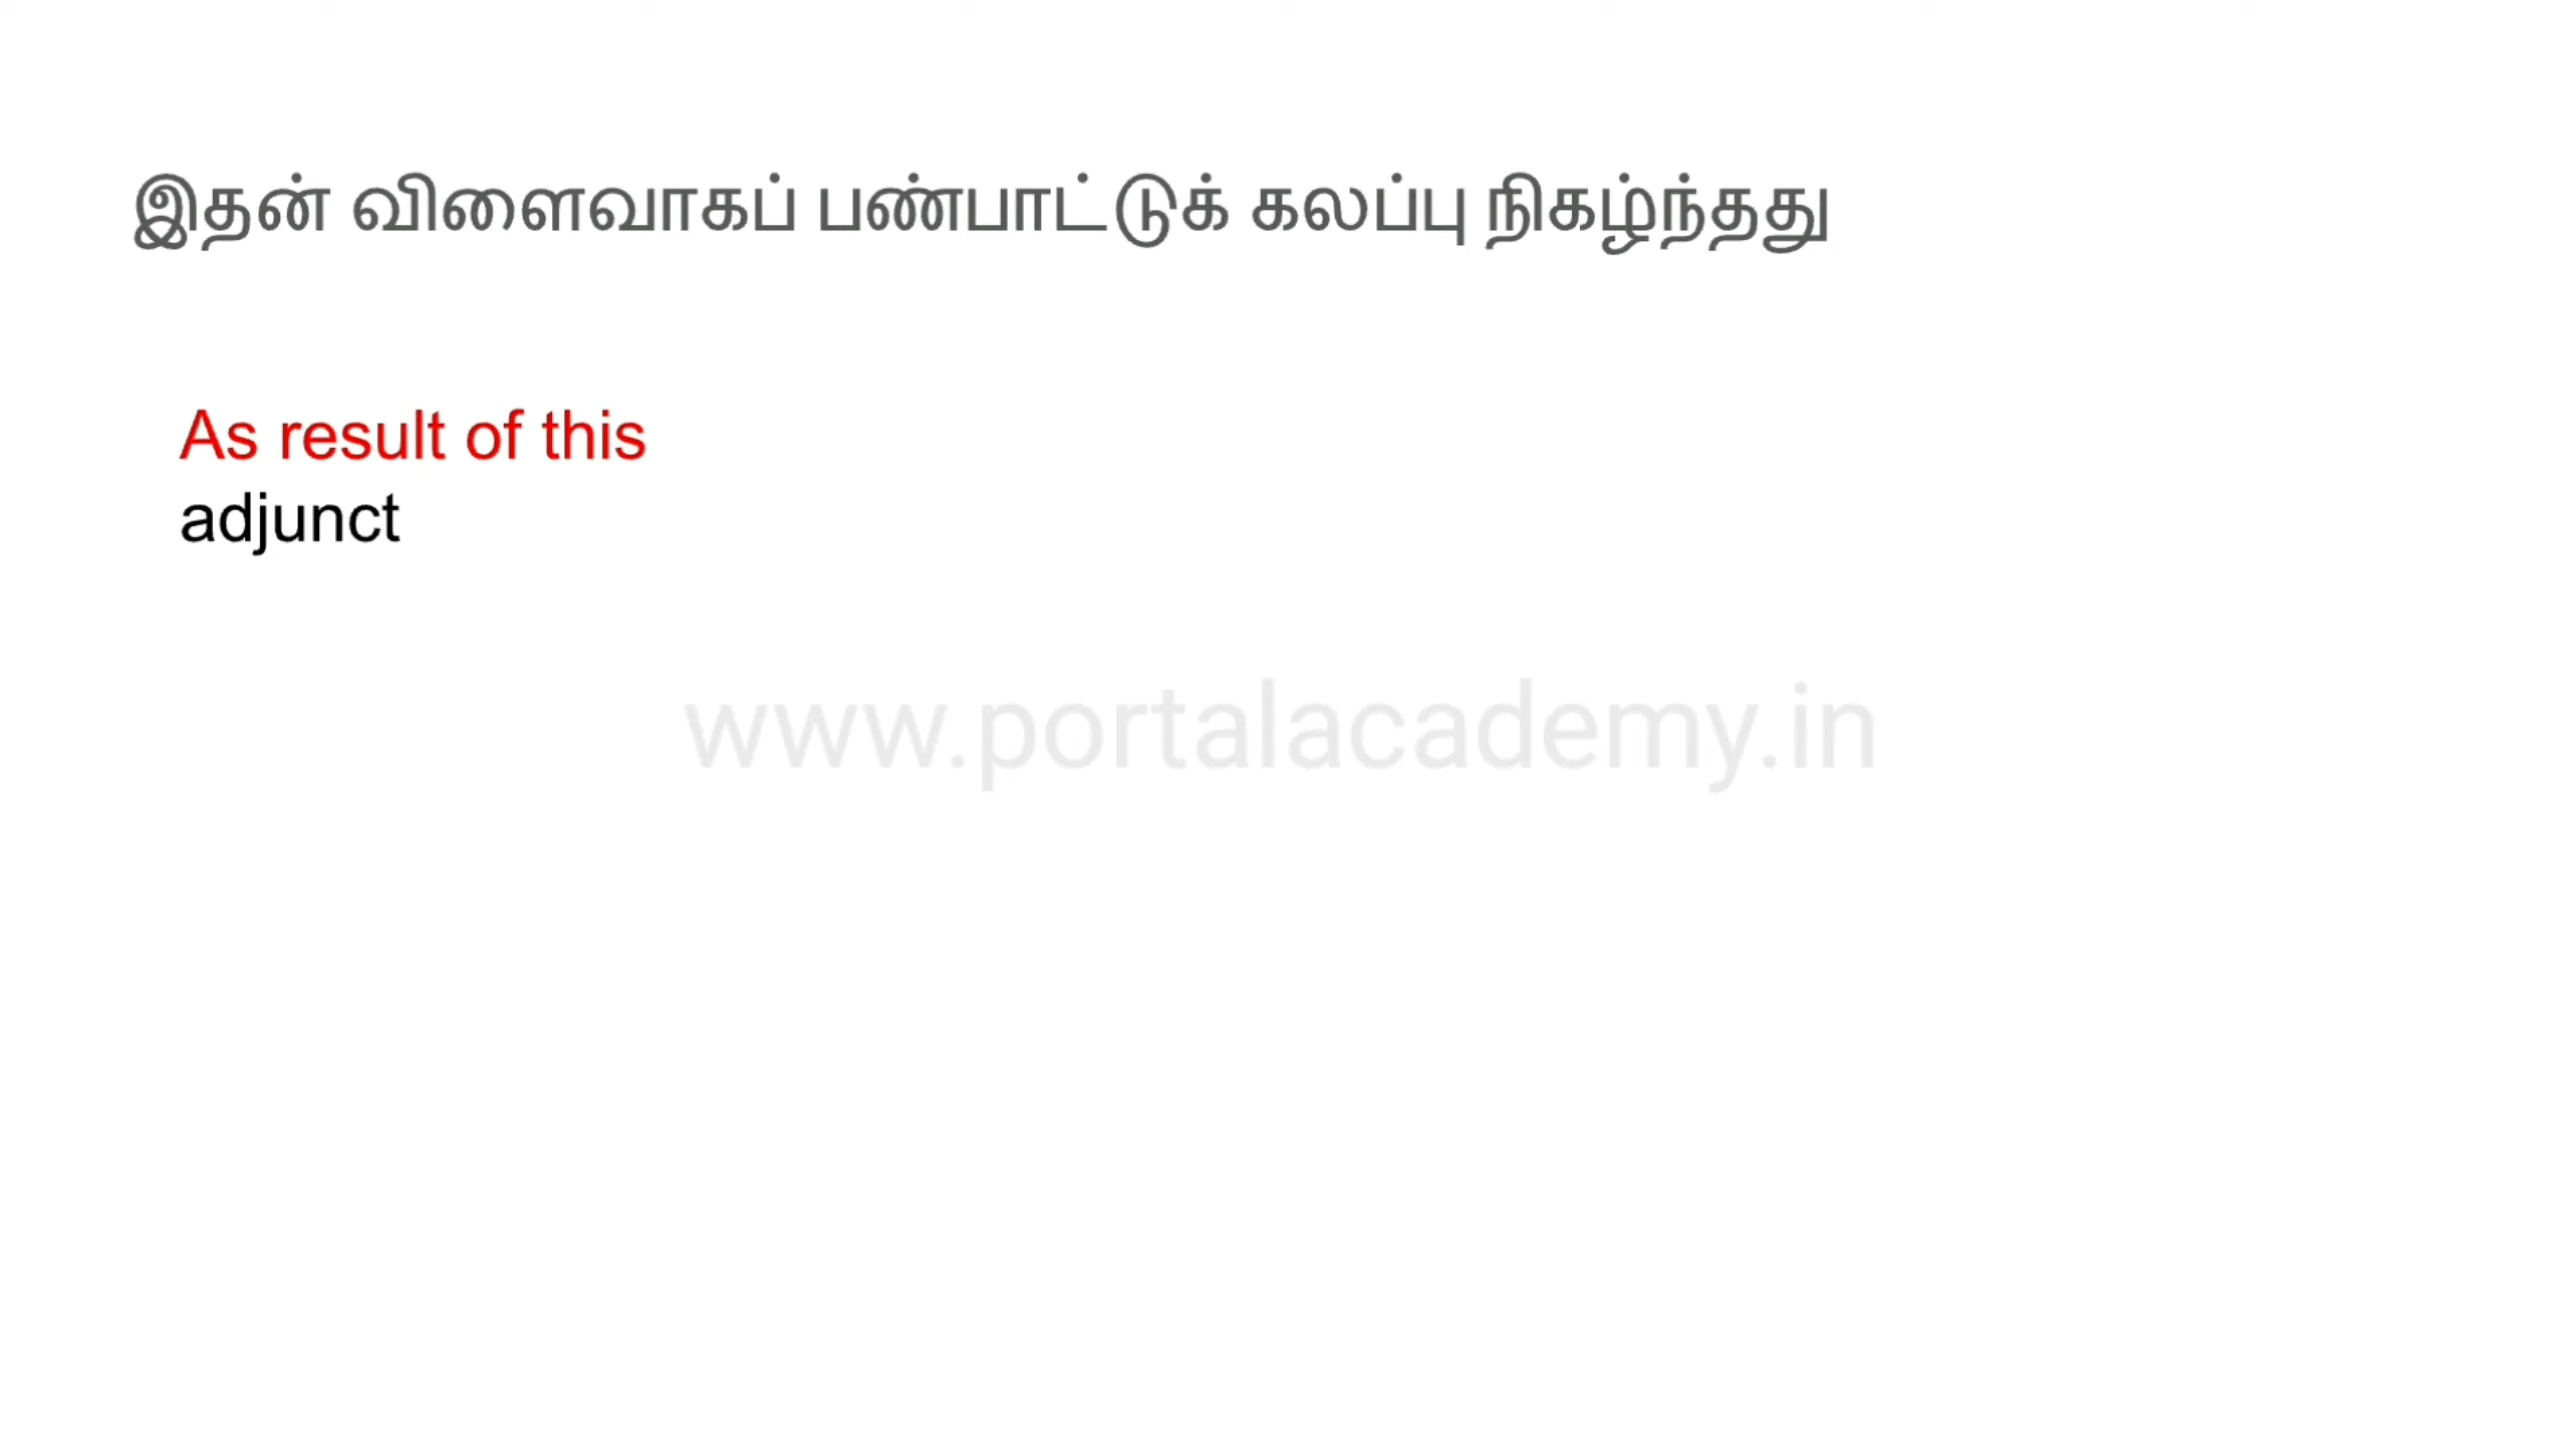 இதன் விளைவாகப் பண்பாட்டுக் கலப்பு நிகழ்ந்தது
As result of this
adjunct
www.portalacademy.in